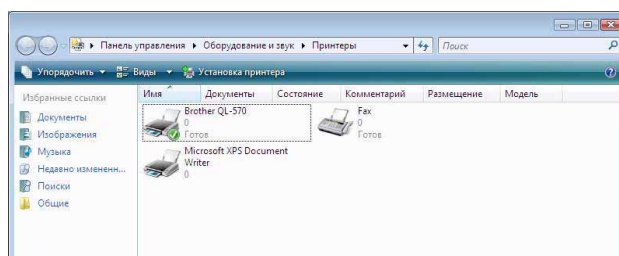 Панель управления ▸ Оборудование и звук ▸ Принтеры
Поиск
Упорядочить Виды Установка принтера
Избранные ссылки
Документы
Изображения
Музыка
Недавно измененн...
Поиски
Общие
Имя Документы Состояние Комментарий Размещение Модель
Brother QL-570
0
Готов
Fax
0
Готов
Microsoft XPS Document
Writer
0